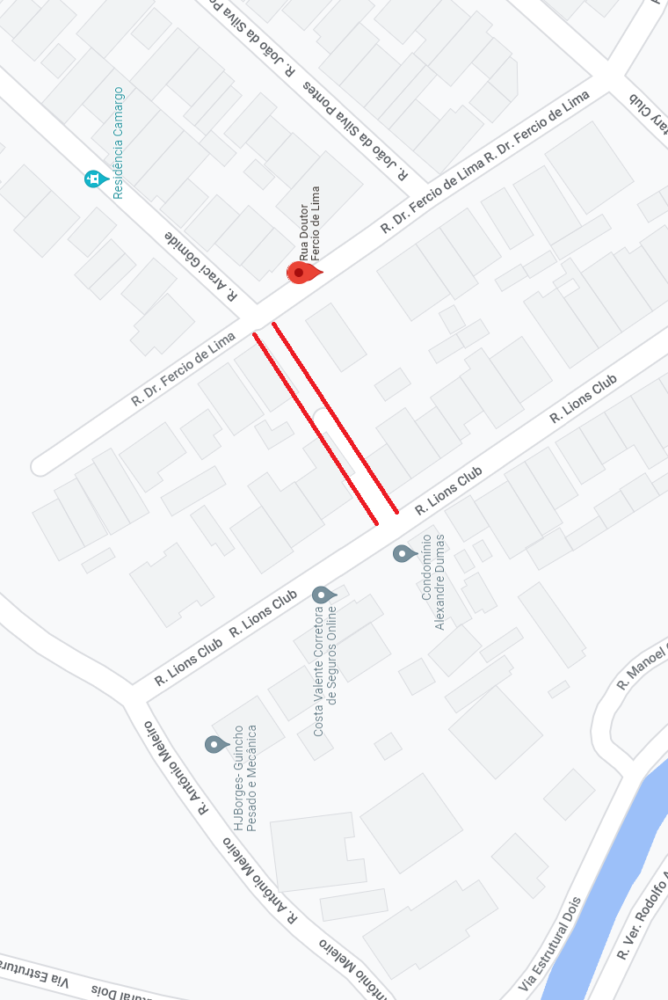 R. João da Silva Pontes
R. João da Silva Pontes
Residência Camargo
R. Dr. Fercio de Lima
R. Dr. Fercio de Lima
Rua Doutor
Fercio de Lima
R. Araci Gômide
R. Dr. Fercio de Lima
R. Lions Club
R. Lions Club
Condomínio
Alexandre Dumas
R. Lions Club
R. Lions Club
Costa Valente Corretora
de Seguros Online
R. Manoel
HJBorges- Guincho
Pesado e Mecânica
R. Antônio Meleiro
R. Antônio Meleiro
Via Estrutural Dois
R. Ver. Rodolfo
Via
Dois